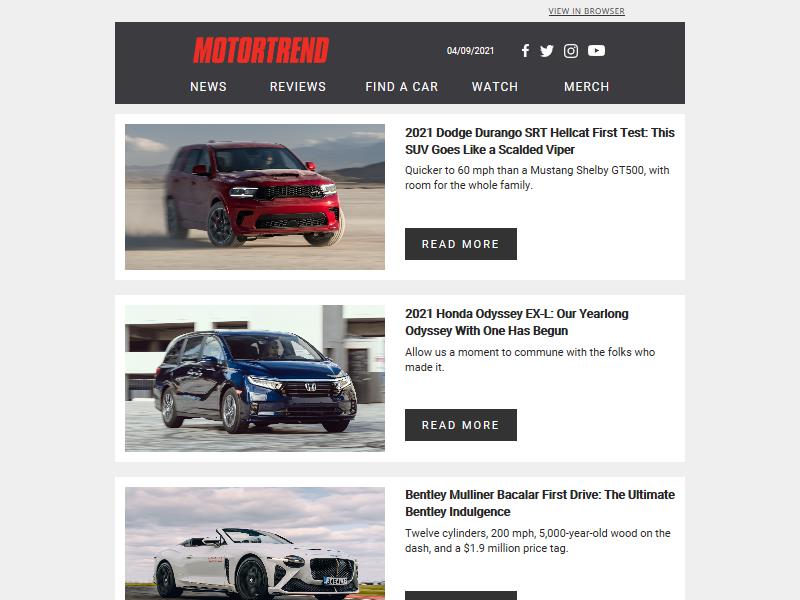 VIEW IN BROWSER
MOTORTREND
04/09/2021
NEWS REVIEWS FIND A CAR WATCH MERCH
2021 Dodge Durango SRT Hellcat First Test: This
SUV Goes Like a Scalded Viper
Quicker to 60 mph than a Mustang Shelby GT500, with
room for the whole family.
READ MORE
2021 Honda Odyssey EX-L: Our Yearlong
Odyssey With One Has Begun
Allow us a moment to commune with the folks who
made it.
READ MORE
Bentley Mulliner Bacalar First Drive: The Ultimate
Bentley Indulgence
Twelve cylinders, 200 mph, 5,000-year-old wood on the
dash, and a $1.9 million price tag.